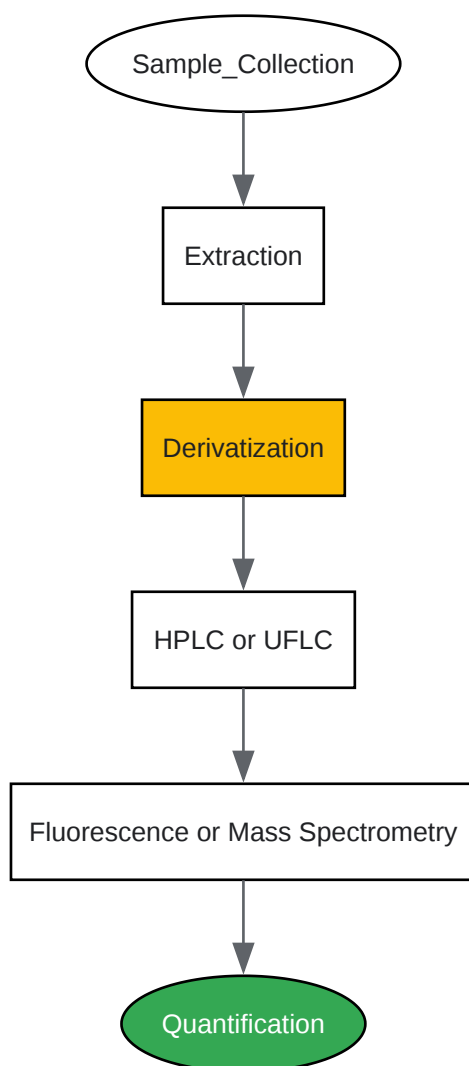 Sample_Collection
Extraction
Derivatization
HPLC or UFLC
Fluorescence or Mass Spectrometry
Quantification